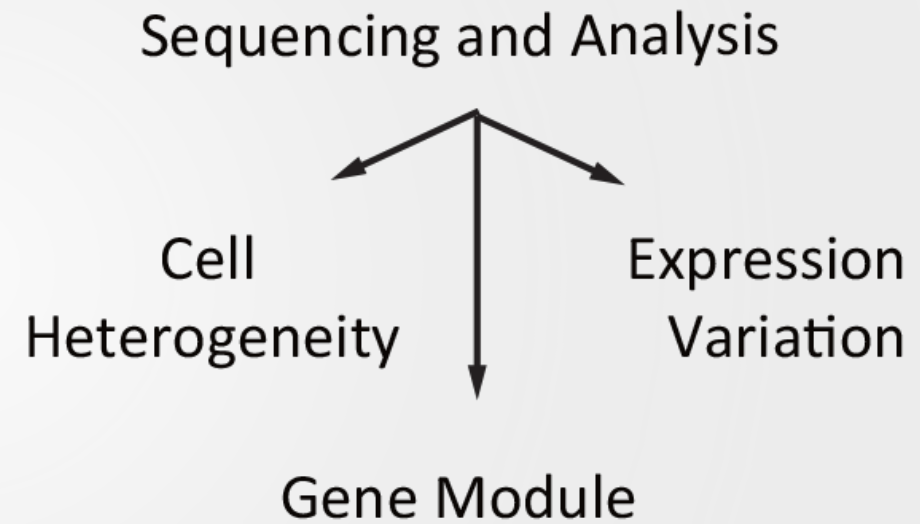 Sequencing and Analysis
Cell
Heterogeneity
Expression
Variation
Gene Module